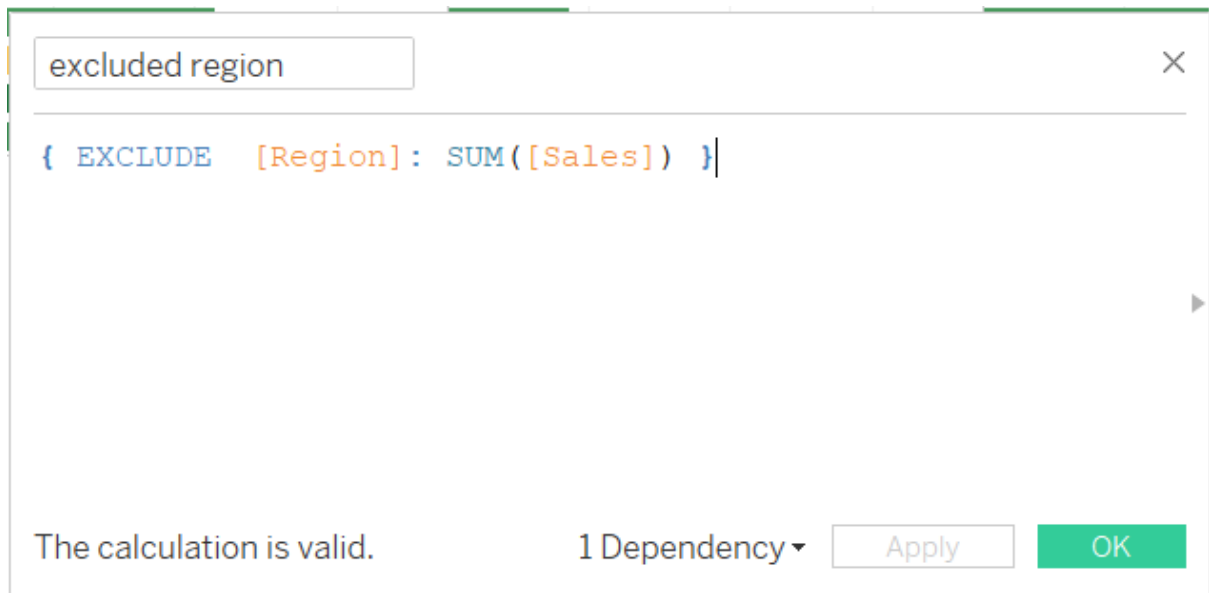 excluded region
{ EXCLUDE  [Region]: SUM([Sales]) }
The calculation is valid. 1 Dependency Apply OK